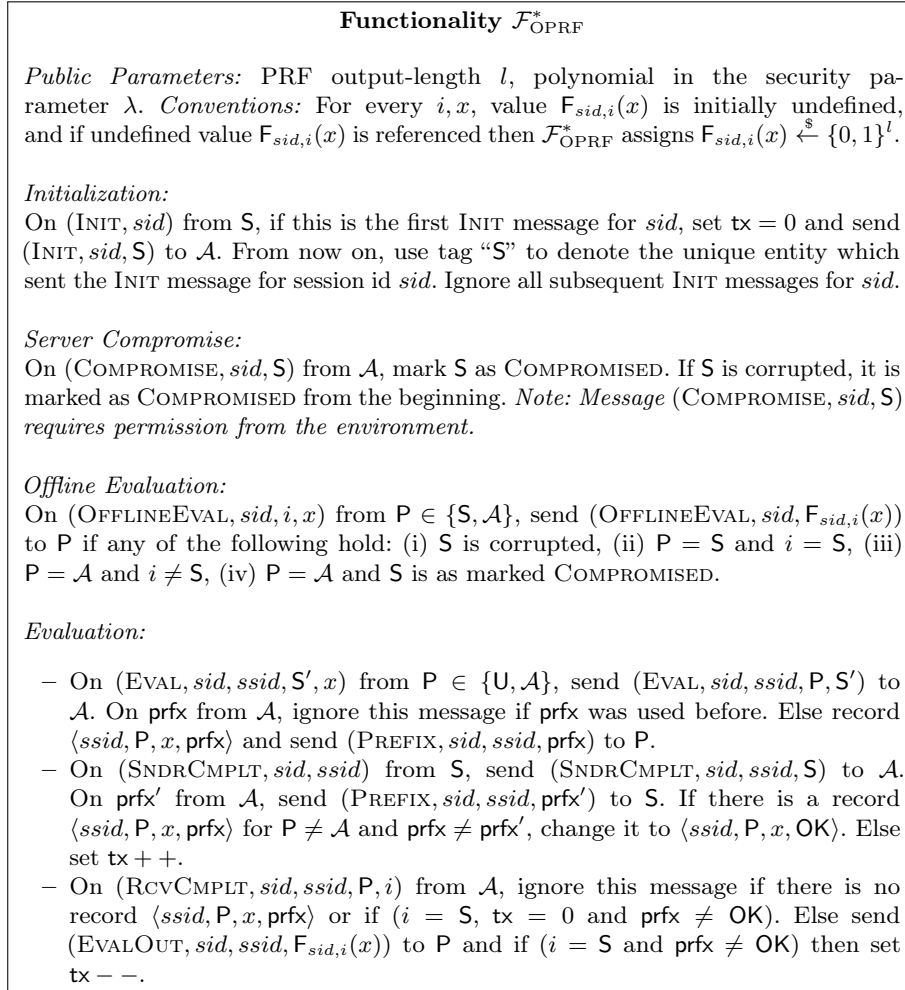 Functionality F*OPRF
Public Parameters: PRF output-length l, polynomial in the security pa-
rameter λ. Conventions: For every i, x, value F_{sid,i}(x) is initially undefined,
and if undefined value F_{sid,i}(x) is referenced then F*OPRF assigns F_{sid,i}(x) ←$ {0, 1}^l.
Initialization:
On (INIT, sid) from S, if this is the first INIT message for sid, set tx = 0 and send
(INIT, sid, S) to A. From now on, use tag “S” to denote the unique entity which
sent the INIT message for session id sid. Ignore all subsequent INIT messages for sid.
Server Compromise:
On (COMPROMISE, sid, S) from A, mark S as COMPROMISED. If S is corrupted, it is
marked as COMPROMISED from the beginning. Note: Message (COMPROMISE, sid, S)
requires permission from the environment.
Offline Evaluation:
On (OFFLINEEVAL, sid, i, x) from P ∈ {S, A}, send (OFFLINEEVAL, sid, F_{sid,i}(x))
to P if any of the following hold: (i) S is corrupted, (ii) P = S and i = S, (iii)
P = A and i ≠ S, (iv) P = A and S is as marked COMPROMISED.
Evaluation:
– On (EVAL, sid, ssid, S′, x) from P ∈ {U, A}, send (EVAL, sid, ssid, P, S′) to
A. On prfx from A, ignore this message if prfx was used before. Else record
⟨ssid, P, x, prfx⟩ and send (PREFIX, sid, ssid, prfx) to P.
– On (SNDRCMPLT, sid, ssid) from S, send (SNDRCMPLT, sid, ssid, S) to A.
On prfx′ from A, send (PREFIX, sid, ssid, prfx′) to S. If there is a record
⟨ssid, P, x, prfx⟩ for P ≠ A and prfx ≠ prfx′, change it to ⟨ssid, P, x, OK⟩. Else
set tx + +.
– On (RCVCMPLT, sid, ssid, P, i) from A, ignore this message if there is no
record ⟨ssid, P, x, prfx⟩ or if (i = S, tx = 0 and prfx ≠ OK). Else send
(EVALOUT, sid, ssid, F_{sid,i}(x)) to P and if (i = S and prfx ≠ OK) then set
tx − −.